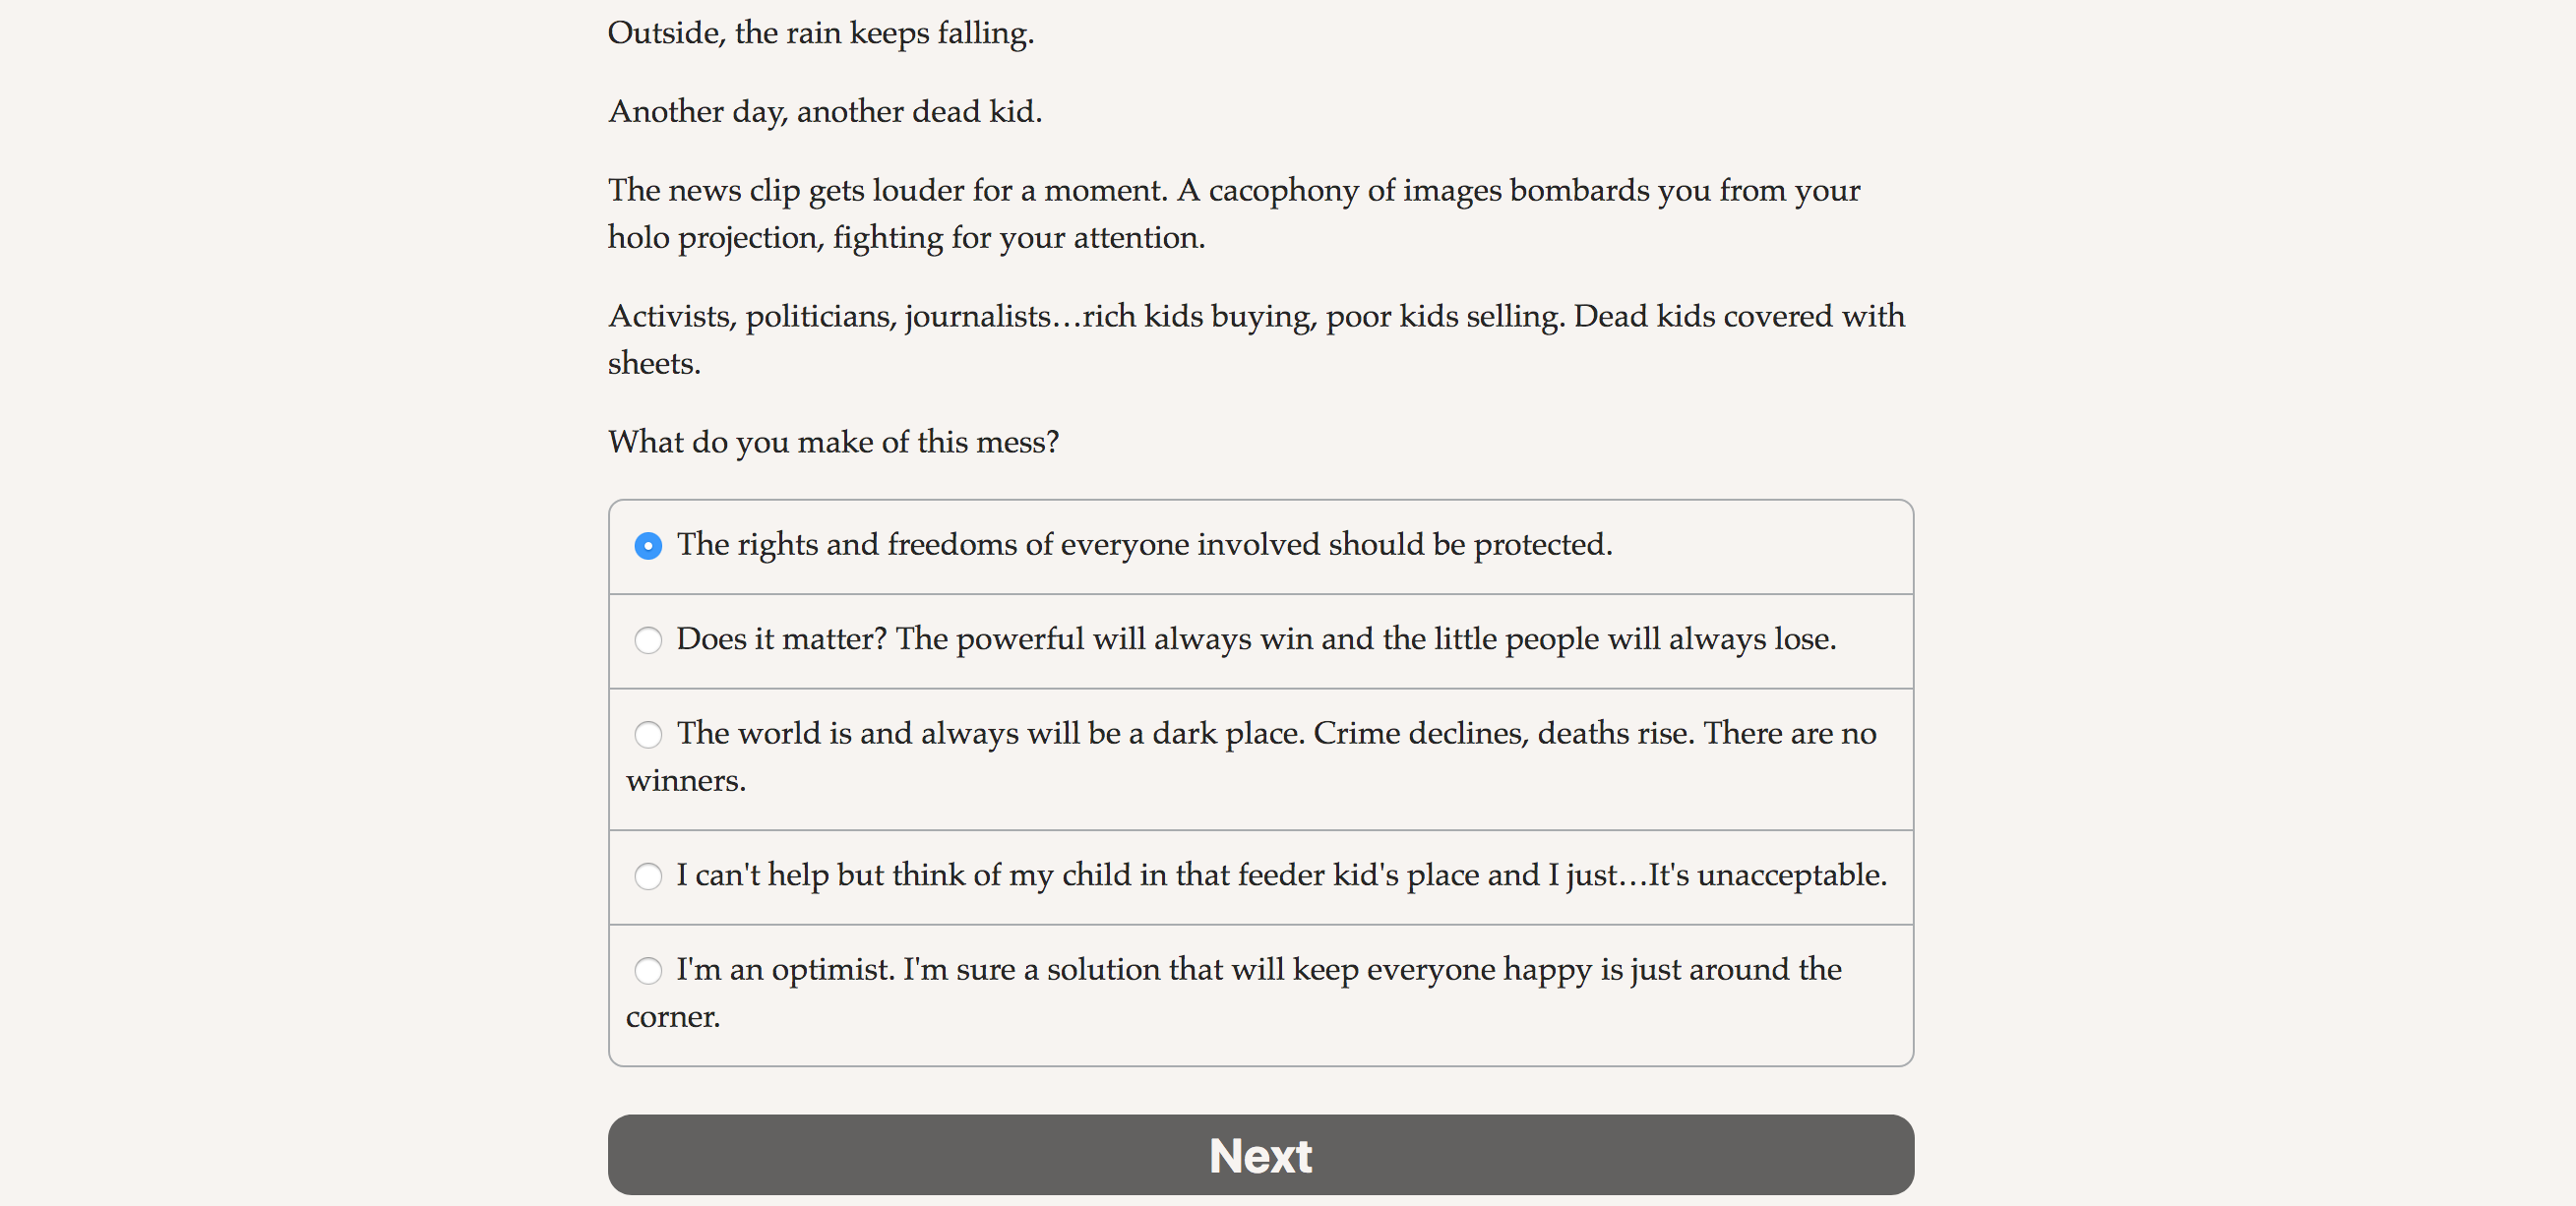 Outside, the rain keeps falling.
Another day, another dead kid.
The news clip gets louder for a moment. A cacophony of images bombards you from your
holo projection, fighting for your attention.
Activists, politicians, journalists…rich kids buying, poor kids selling. Dead kids covered with
sheets.
What do you make of this mess?
The rights and freedoms of everyone involved should be protected.
Does it matter? The powerful will always win and the little people will always lose.
The world is and always will be a dark place. Crime declines, deaths rise. There are no
winners.
I can't help but think of my child in that feeder kid's place and I just…It's unacceptable.
I'm an optimist. I'm sure a solution that will keep everyone happy is just around the
corner.
Next